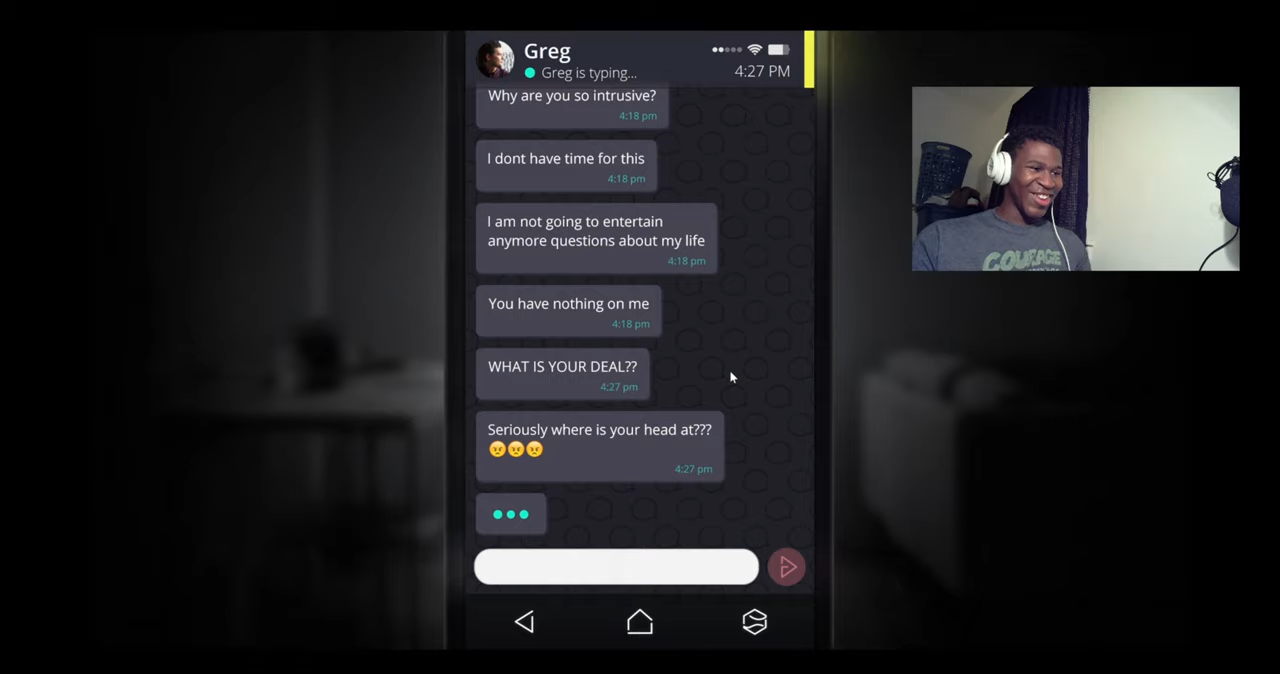 Greg
Greg is typing...
4:27 PM
Why are you so intrusive?
4:18 pm
I dont have time for this
4:18 pm
I am not going to entertain
anymore questions about my life
4:18 pm
You have nothing on me
4:18 pm
WHAT IS YOUR DEAL??
4:27 pm
Seriously where is your head at???
😠😠😠
4:27 pm
COURAGE